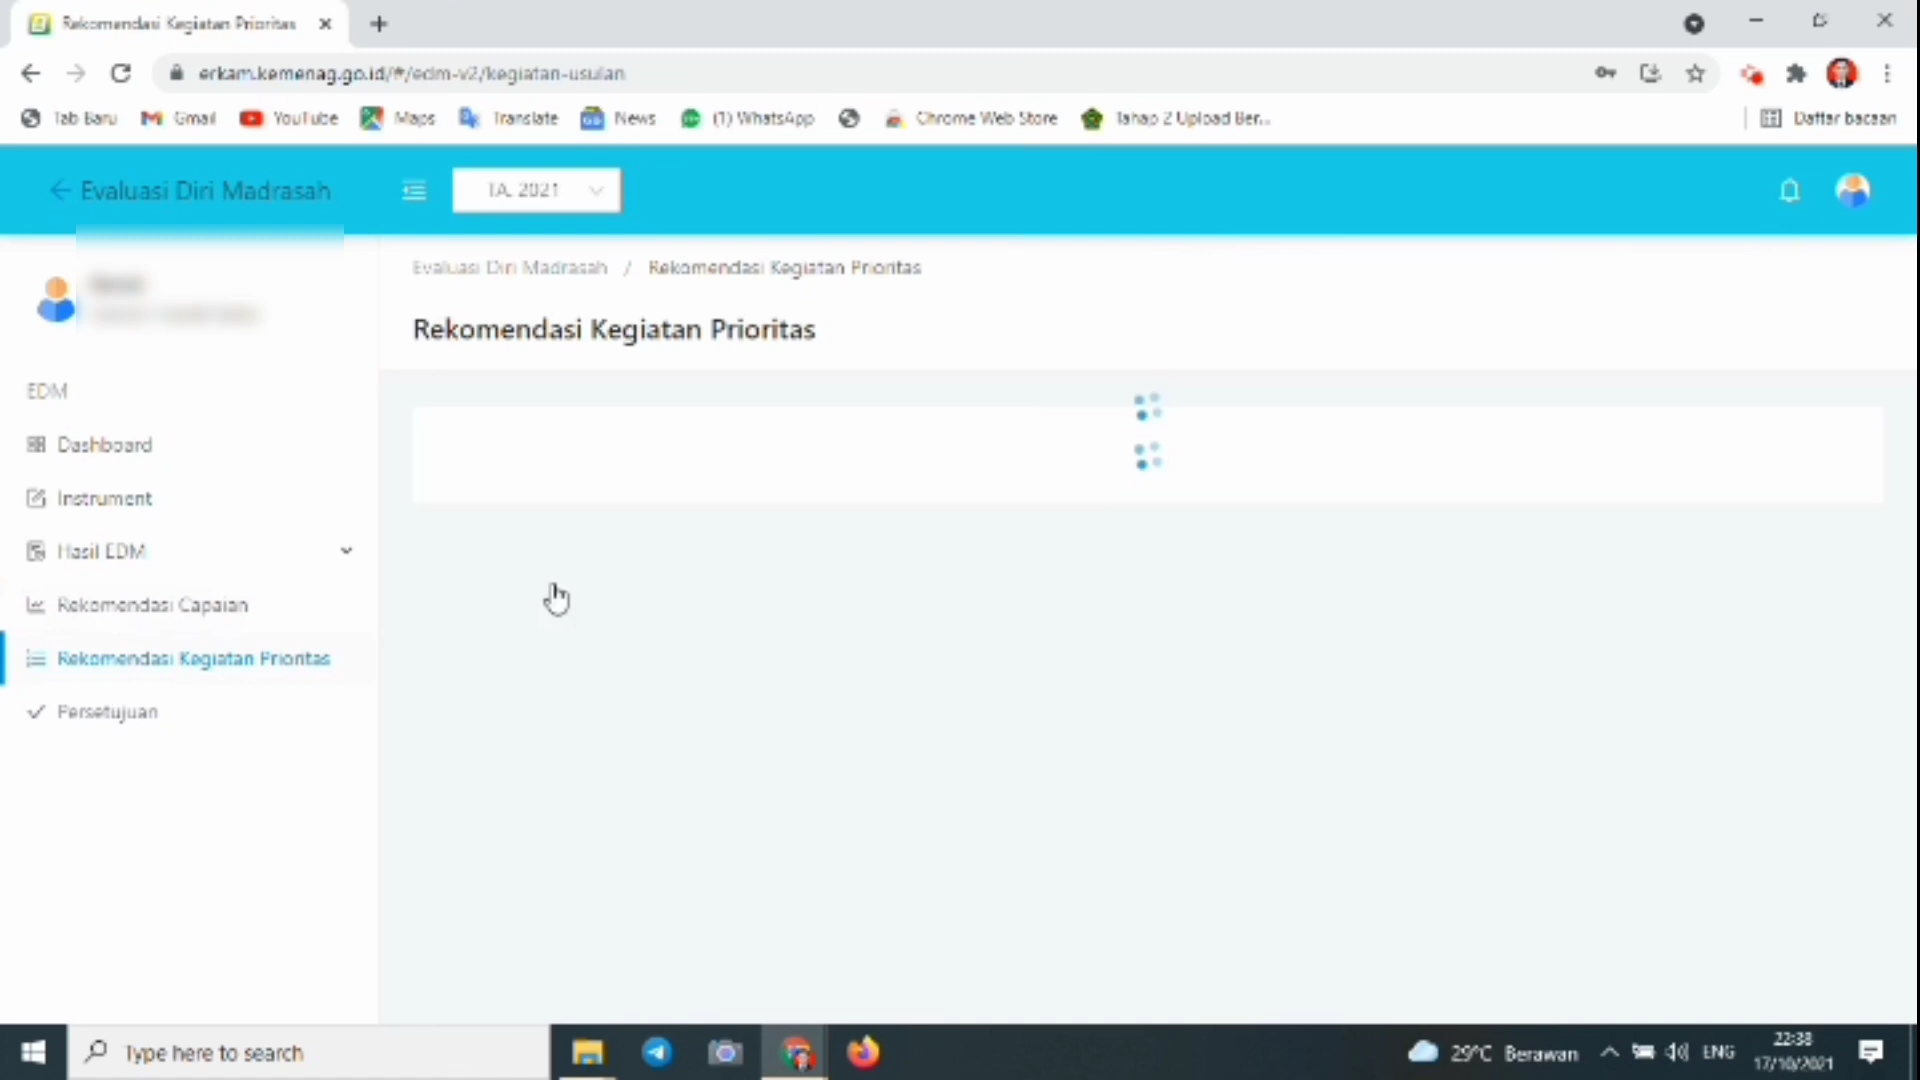 Rekomendasi Kegiatan Prioritas
erkam.kemenag.go.id/#/edm-v2/kegiatan-usulan
Tab Baru Gmail YouTube Maps Translate News (1) WhatsApp Chrome Web Store Tahap 2 Upload Ber... Daftar bacaan
Evaluasi Diri Madrasah TA. 2021
Evaluasi Diri Madrasah / Rekomendasi Kegiatan Prioritas
Rekomendasi Kegiatan Prioritas
EDM
Dashboard
Instrument
Hasil EDM
Rekomendasi Capaian
Rekomendasi Kegiatan Prioritas
Persetujuan
Type here to search
29°C Berawan ENG
22:38
17/10/2021